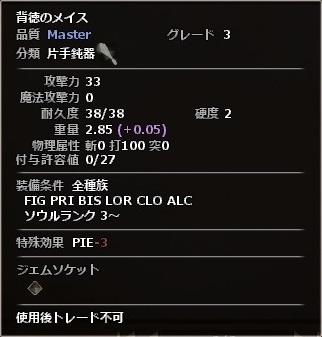 背徳のメイス
品質 Master グレード 3
分類 片手鈍器
攻撃力 33
魔法攻撃力 0
耐久度 38/38 硬度 2
重量 2.85 (+0.05)
物理属性 斬0 打100 突0
付与許容値 0/27
装備条件 全種族
FIG PRI BIS LOR CLO ALC
ソウルランク 3～
特殊効果 PIE-3
ジェムソケット
使用後トレード不可